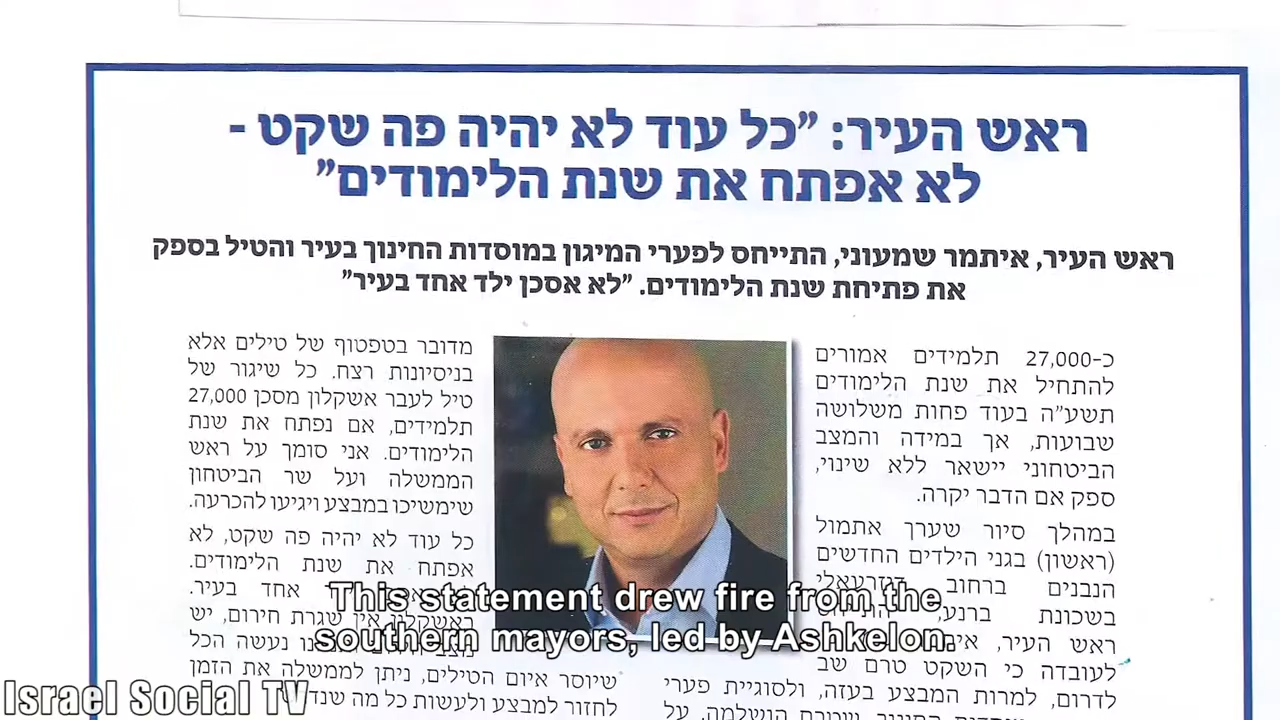 ראש העיר: "כל עוד לא יהיה פה שקט -
לא אפתח את שנת הלימודים"
ראש העיר, איתמר שמעוני, התייחס לפערי המיגון במוסדות החינוך בעיר והטיל בספק
את פתיחת שנת הלימודים. "לא אסכן ילד אחד בעיר"
כ-27,000 תלמידים אמורים
להתחיל את שנת הלימודים
תשע"ה בעוד פחות משלושה
שבועות, אך במידה והמצב
הביטחוני יישאר ללא שינוי,
ספק אם הדבר יקרה.
במהלך סיור שערך אתמול
(ראשון) בגני הילדים החדשים
הנבנים ברחוב
בשכונת ברנע,
ראש העיר,
לעובדה כי השקט טרם שב
לדרום, למרות המבצע בעזה, ולסוגיית פערי
מדובר בטפטוף של טילים אלא
בניסיונות רצח. כל שיגור של
טיל לעבר אשקלון מסכן 27,000
תלמידים, אם נפתח את שנת
הלימודים. אני סומך על ראש
הממשלה ועל שר הביטחון
שימשיכו במבצע ויגיעו להכרעה.
כל עוד לא יהיה פה שקט, לא
אפתח את שנת הלימודים.
אחד בעיר.
באשקלון אין שגרת חירום, יש
נעשה הכל
שיוסר איום הטילים, ניתן לממשלה את הזמן
לחזור למבצע ולעשות כל מה
This statement drew fire from the
southern mayors, led by Ashkelon.
Israel Social TV